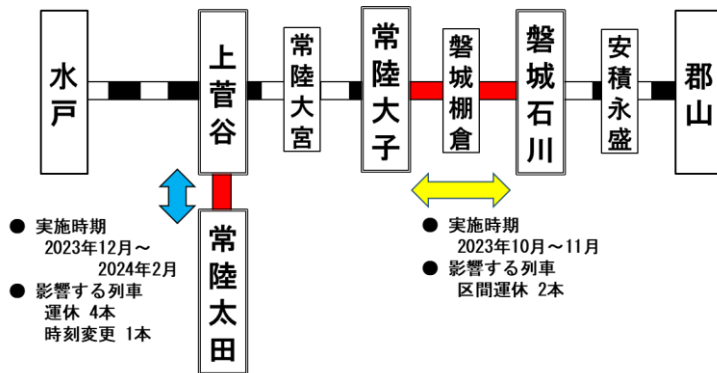 水戸
上菅谷
常陸大宮
常陸大子
磐城棚倉
磐城石川
安積永盛
郡山
常陸太田
● 実施時期
2023年12月～
2024年2月
● 影響する列車
運休 4本
時刻変更 1本
● 実施時期
2023年10月～11月
● 影響する列車
区間運休 2本